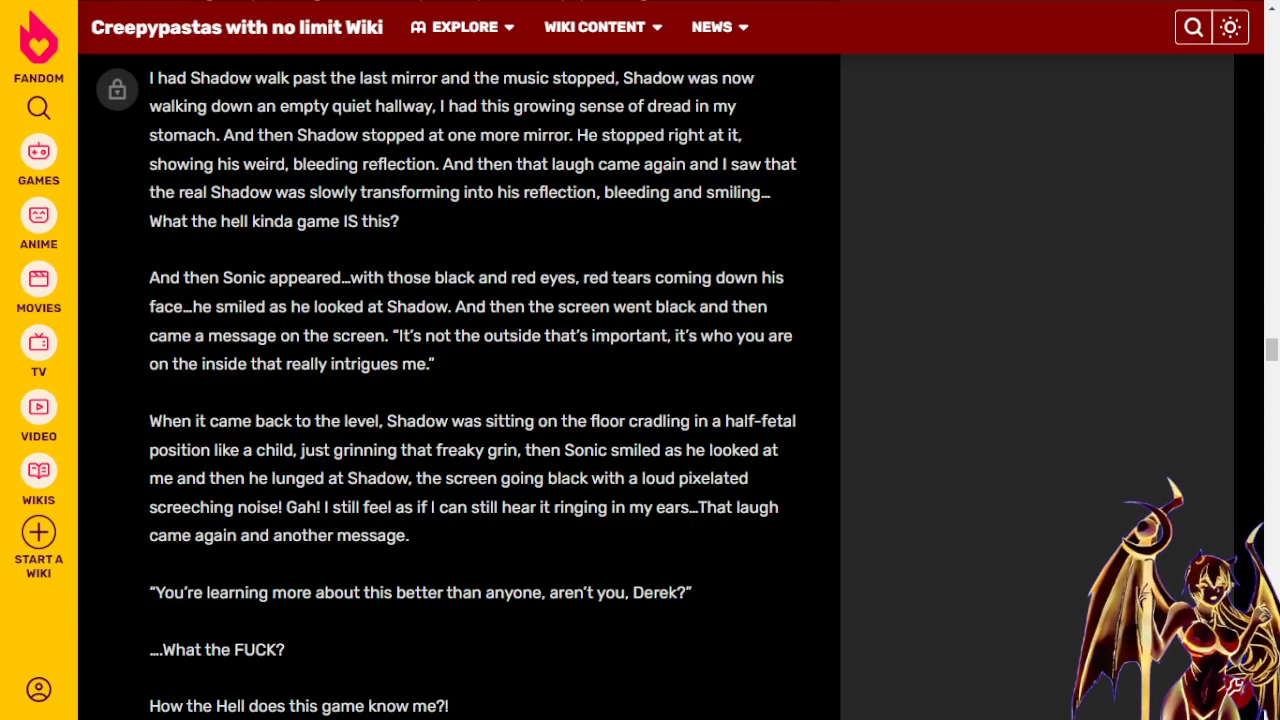 Creepypastas with no limit Wiki
EXPLORE
WIKI CONTENT
NEWS
FANDOM
GAMES
ANIME
MOVIES
TV
VIDEO
WIKIS
START A
WIKI
I had Shadow walk past the last mirror and the music stopped, Shadow was now
walking down an empty quiet hallway, I had this growing sense of dread in my
stomach. And then Shadow stopped at one more mirror. He stopped right at it,
showing his weird, bleeding reflection. And then that laugh came again and I saw that
the real Shadow was slowly transforming into his reflection, bleeding and smiling…
What the hell kinda game IS this?
And then Sonic appeared…with those black and red eyes, red tears coming down his
face…he smiled as he looked at Shadow. And then the screen went black and then
came a message on the screen. “It’s not the outside that’s important, it’s who you are
on the inside that really intrigues me.”
When it came back to the level, Shadow was sitting on the floor cradling in a half-fetal
position like a child, just grinning that freaky grin, then Sonic smiled as he looked at
me and then he lunged at Shadow, the screen going black with a loud pixelated
screeching noise! Gah! I still feel as if I can still hear it ringing in my ears…That laugh
came again and another message.
“You’re learning more about this better than anyone, aren’t you, Derek?”
….What the FUCK?
How the Hell does this game know me?!